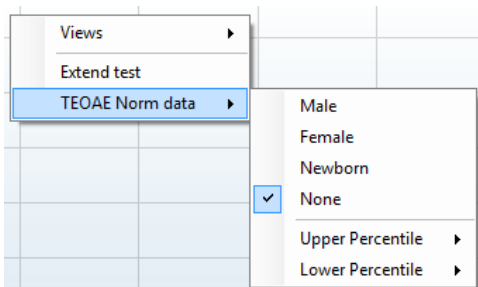 Views
Extend test
TEOAE Norm data
Male
Female
Newborn
None
Upper Percentile
Lower Percentile